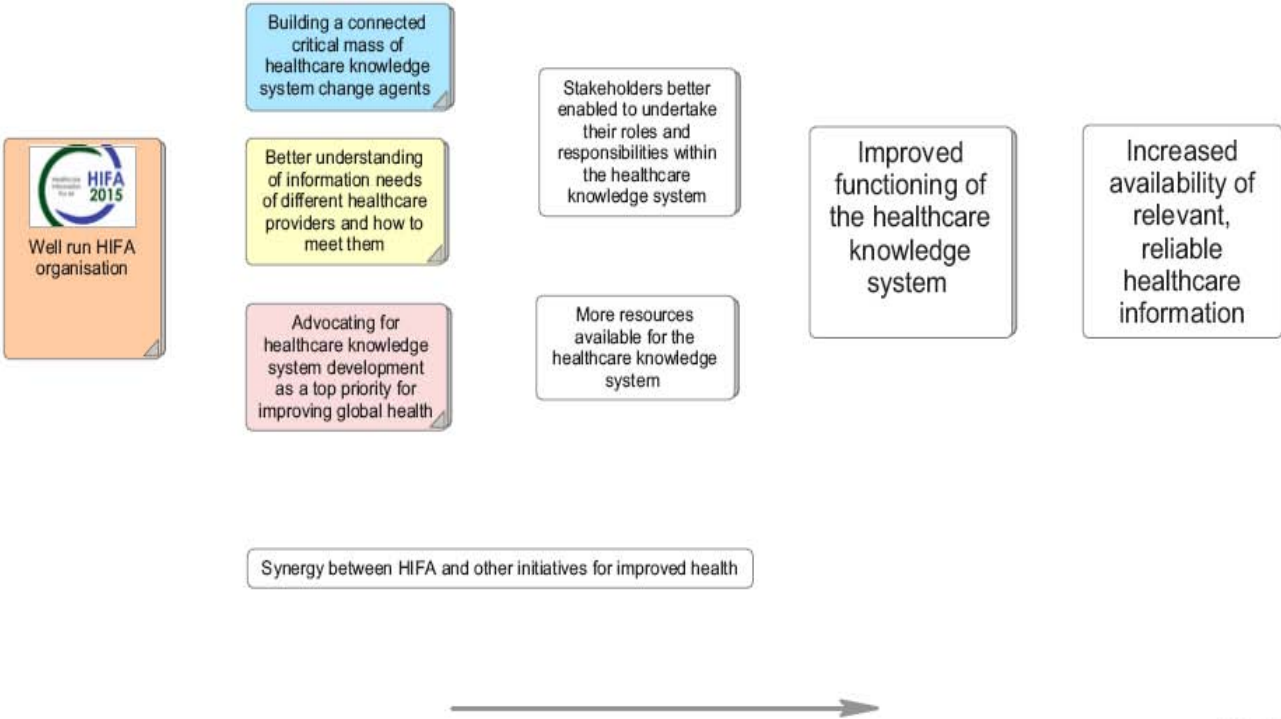 HIFA
2015
Well run HIFA
organisation
Building a connected
critical mass of
healthcare knowledge
system change agents
Better understanding
of information needs
of different healthcare
providers and how to
meet them
Advocating for
healthcare knowledge
system development
as a top priority for
improving global health
Stakeholders better
enabled to undertake
their roles and
responsibilities within
the healthcare
knowledge system
More resources
available for the
healthcare knowledge
system
Improved
functioning of
the healthcare
knowledge
system
Increased
availability of
relevant,
reliable
healthcare
information
Synergy between HIFA and other initiatives for improved health